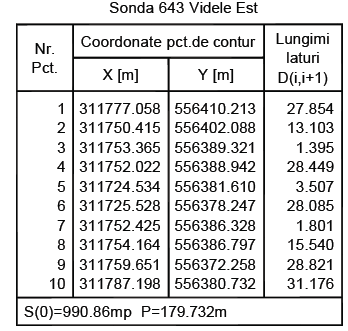 Sonda 643 Videle Est
Nr. Pct. Coordonate pct.de contur Lungimi laturi D(i,i+1)
X [m] Y [m]
1 311777.058 556410.213 27.854
2 311750.415 556402.088 13.103
3 311753.365 556389.321 1.395
4 311752.022 556388.942 28.449
5 311724.534 556381.610 3.507
6 311725.528 556378.247 28.085
7 311752.425 556386.328 1.801
8 311754.164 556386.797 15.540
9 311759.651 556372.258 28.821
10 311787.198 556380.732 31.176
S(0)=990.86mp P=179.732m